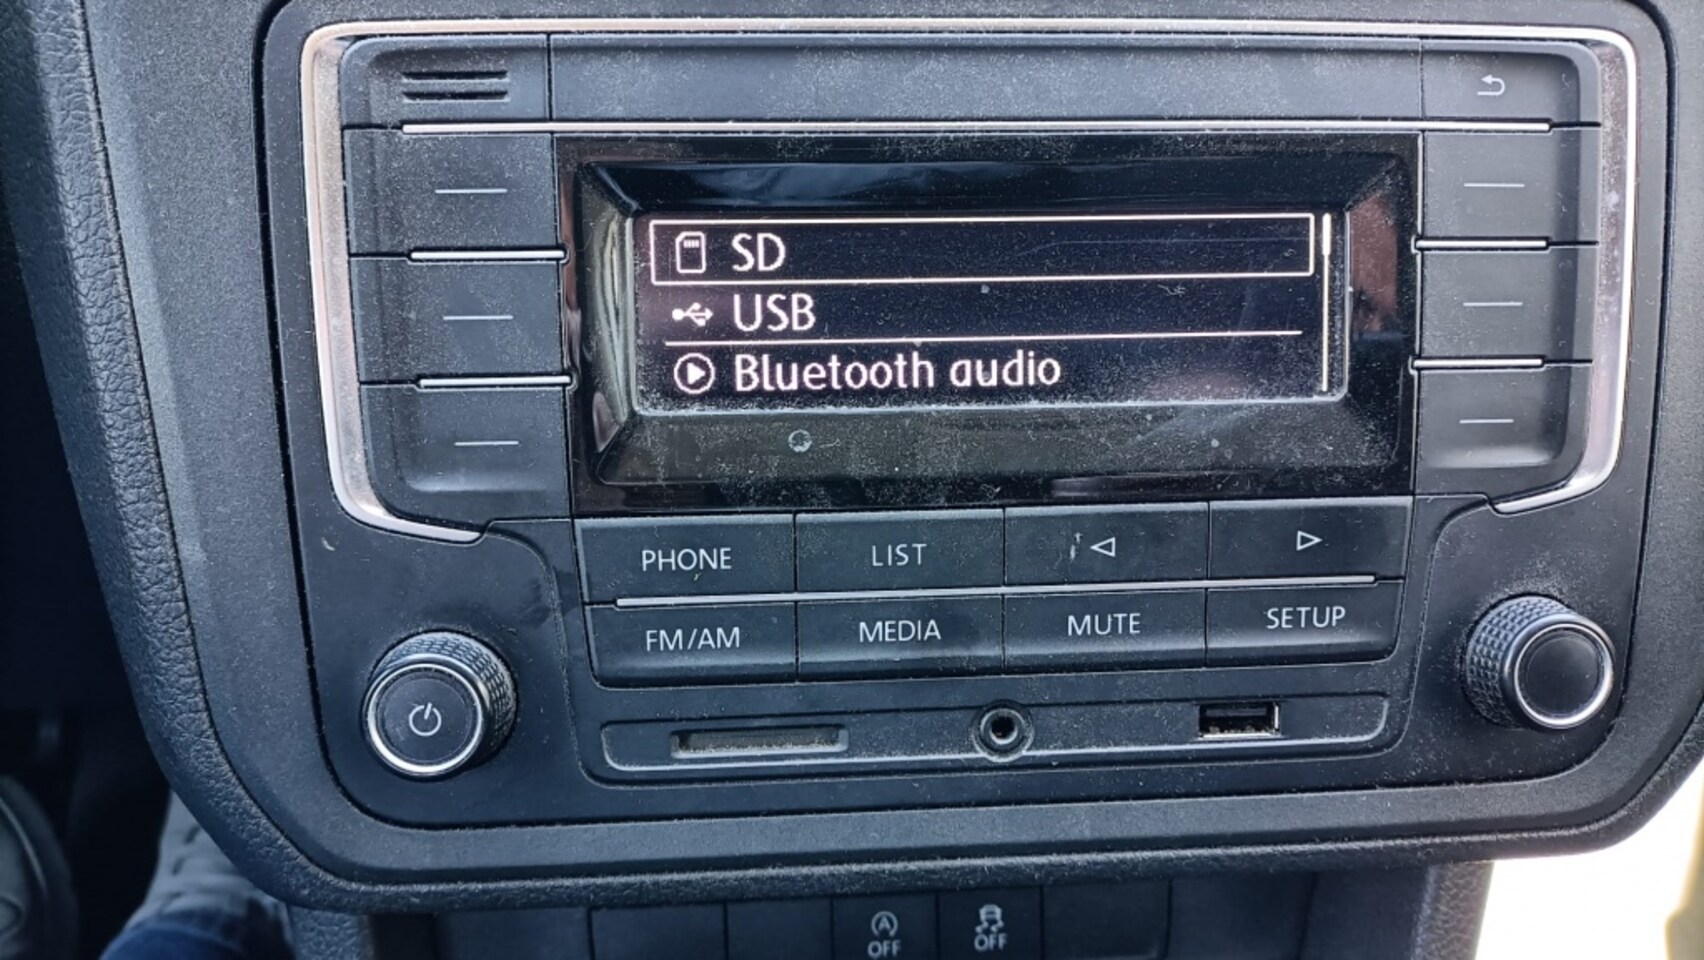 SD
USB
Bluetooth audio
PHONE
LIST
FM/AM
MEDIA
MUTE
SETUP
A
OFF
OFF